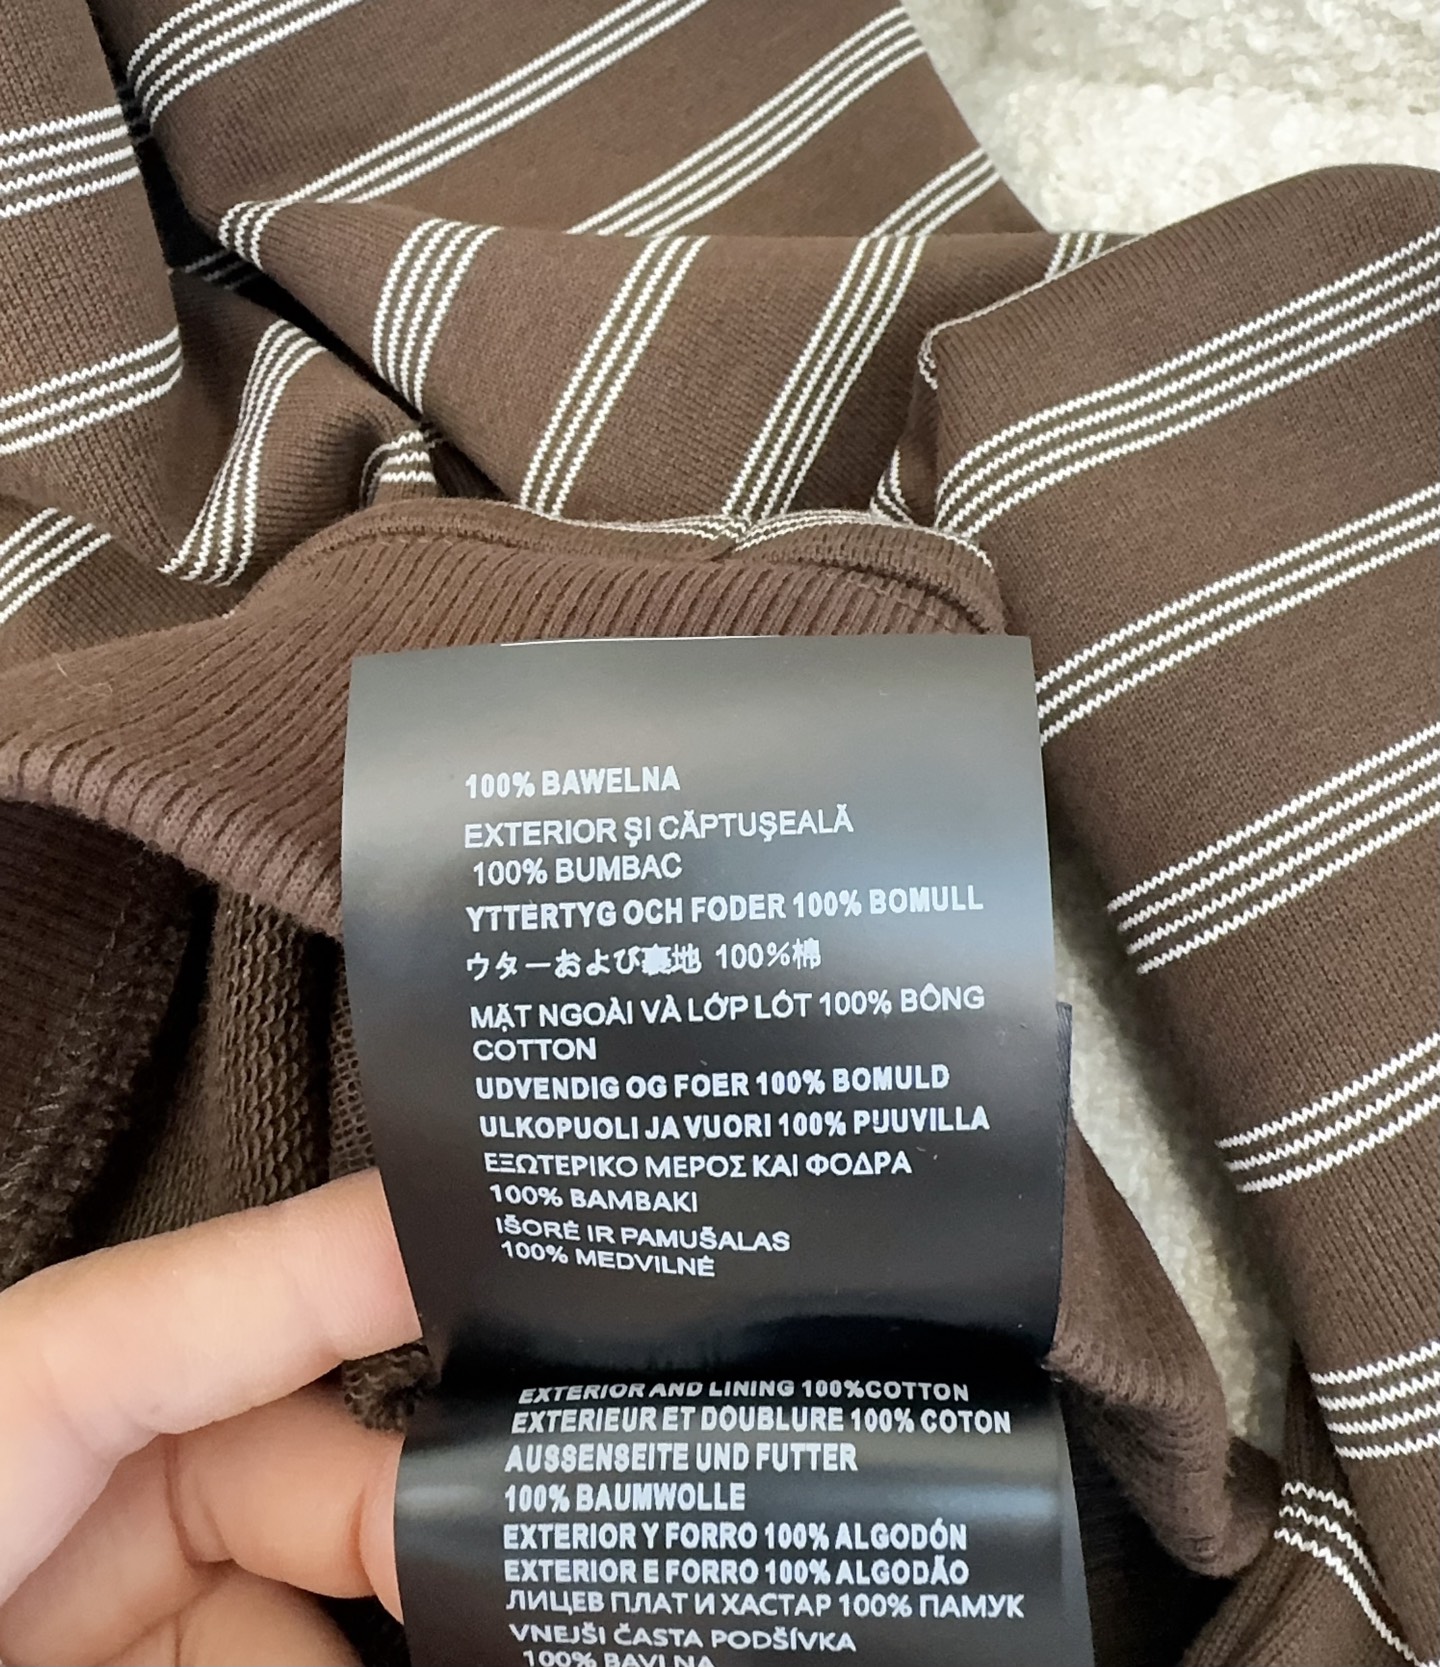 100% BAWELNA
EXTERIOR ŞI CĂPTUŞEALĂ
100% BUMBAC
YTTERTYG OCH FODER 100% BOMULL
ウターおよび裏地 100%棉
MẶT NGOÀI VÀ LỚP LÓT 100% BÔNG
COTTON
UDVENDIG OG FOER 100% BOMULD
ULKOPUOLI JA VUORI 100% PUUVILLA
ΕΞΩΤΕΡΙΚΟ ΜΕΡΟΣ ΚΑΙ ΦΟΔΡΑ
100% BAMBAKI
IŠORĖ IR PAMUŠALAS
100% MEDVILNĖ
EXTERIOR AND LINING 100%COTTON
EXTERIEUR ET DOUBLURE 100% COTON
AUSSENSEITE UND FUTTER
100% BAUMWOLLE
EXTERIOR Y FORRO 100% ALGODÓN
EXTERIOR E FORRO 100% ALGODÃO
ЛИЦЕВ ПЛАТ И ХАСТАР 100% ПАМУК
VNEJŠI ČASTA PODŠÍVKA
100% BAVLNA